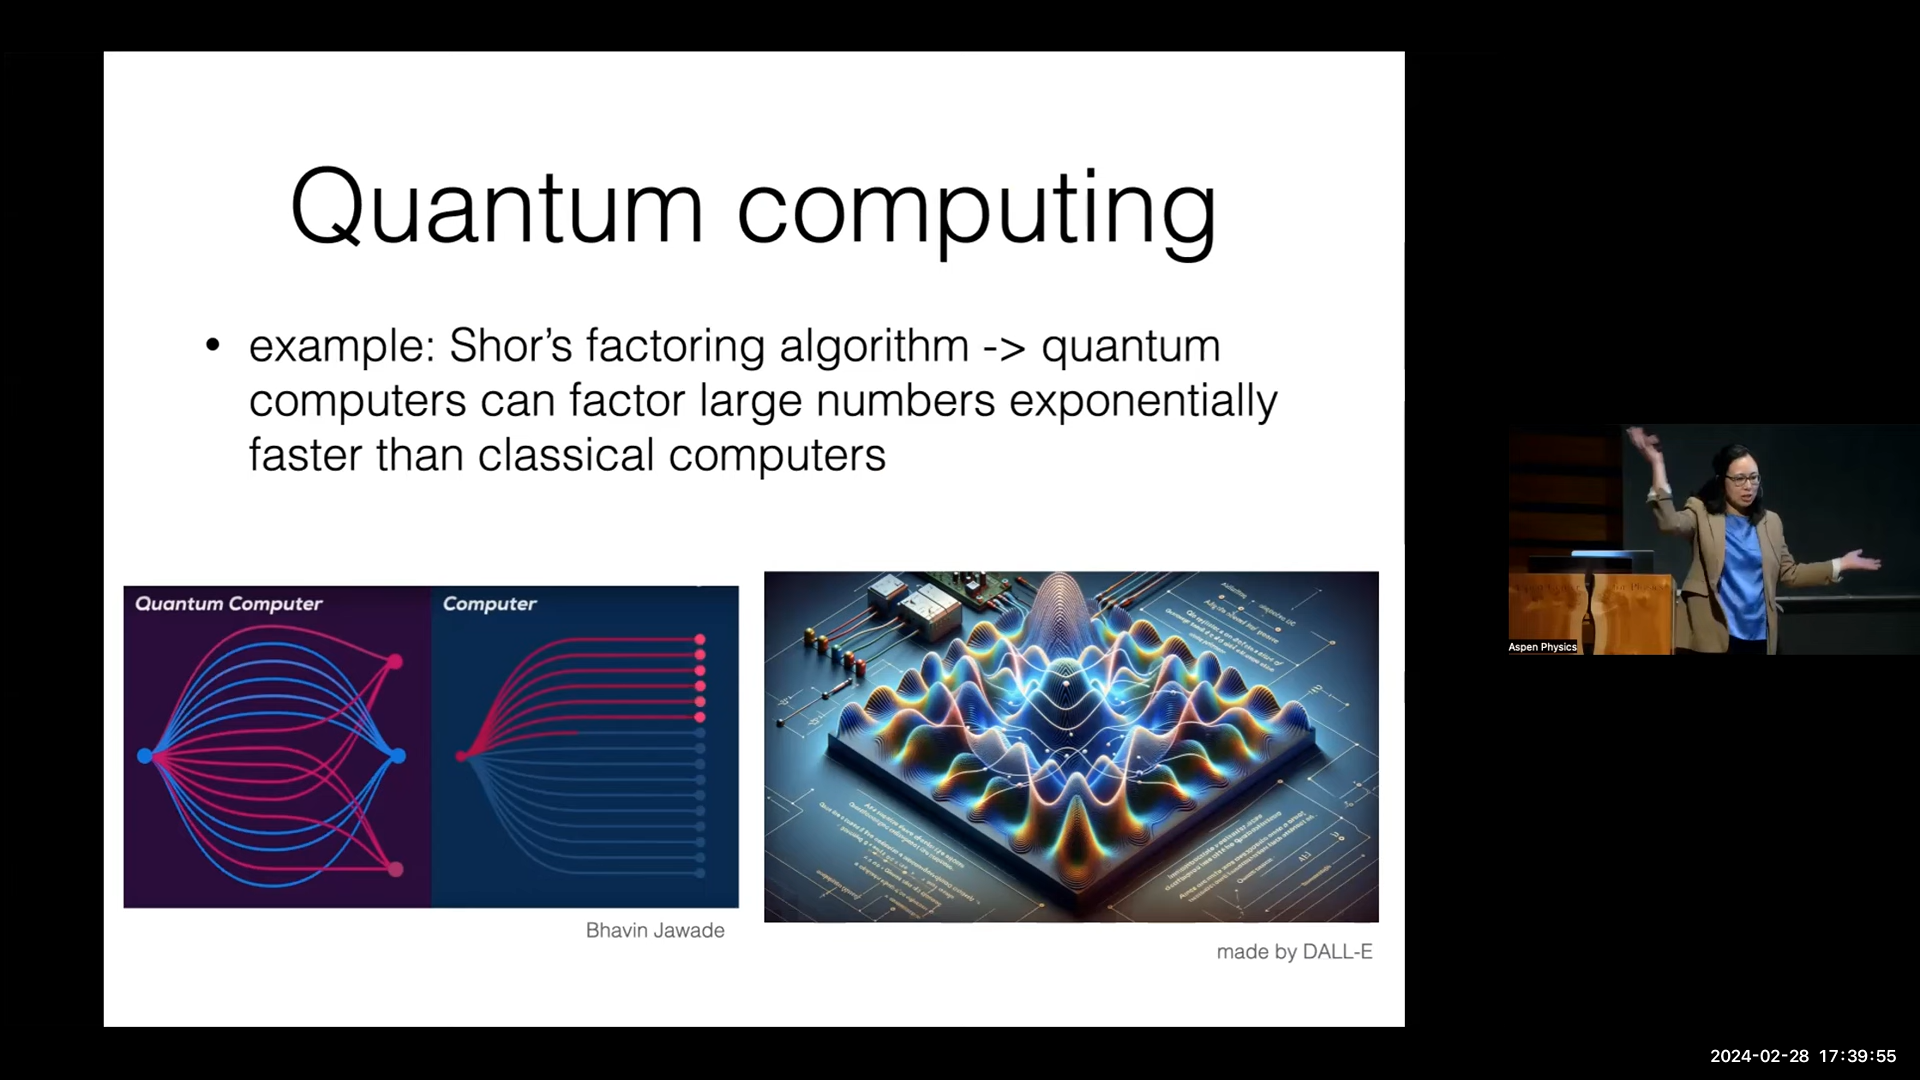 Quantum computing
• example: Shor’s factoring algorithm -> quantum
computers can factor large numbers exponentially
faster than classical computers
Quantum Computer
Computer
Bhavin Jawade
made by DALL-E
Aspen Physics
2024-02-28 17:39:55